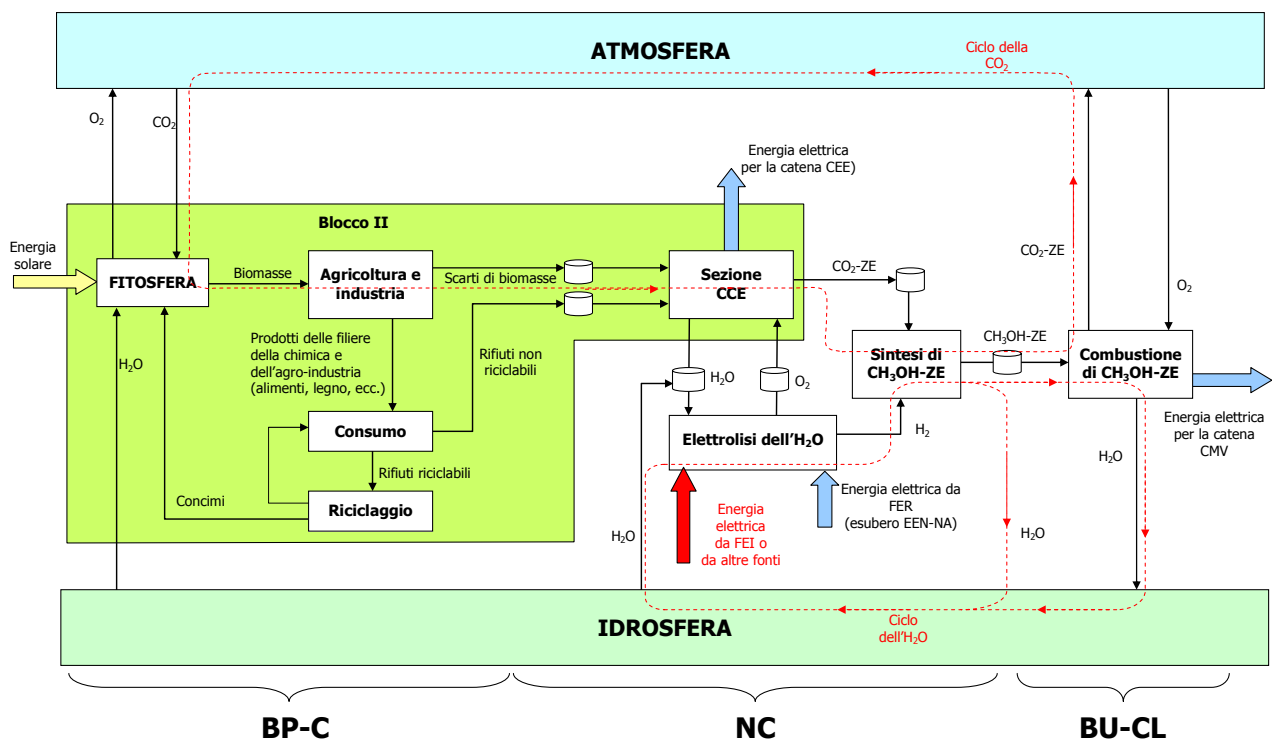 ATMOSFERA
Ciclo della
CO₂
O₂
CO₂
Energia elettrica
per la catena CEE)
Blocco II
Energia
solare
FITOSFERA
Biomasse
Agricoltura e
industria
Scarti di biomasse
Sezione
CCE
CO₂-ZE
CO₂-ZE
O₂
H₂O
Prodotti delle filiere
della chimica e
dell'agro-industria
(alimenti, legno, ecc.)
Rifiuti non
riciclabili
H₂O
O₂
Sintesi di
CH₃OH-ZE
CH₃OH-ZE
Combustione
di CH₃OH-ZE
Consumo
Elettrolisi dell'H₂O
H₂
Energia elettrica
per la catena
CMV
Rifiuti riciclabili
Concimi
Riciclaggio
H₂O
Energia
elettrica
da FEI o
da altre fonti
Energia elettrica da
FER
(esubero EEN-NA)
H₂O
H₂O
IDROSFERA
Ciclo
dell'H₂O
BP-C
NC
BU-CL